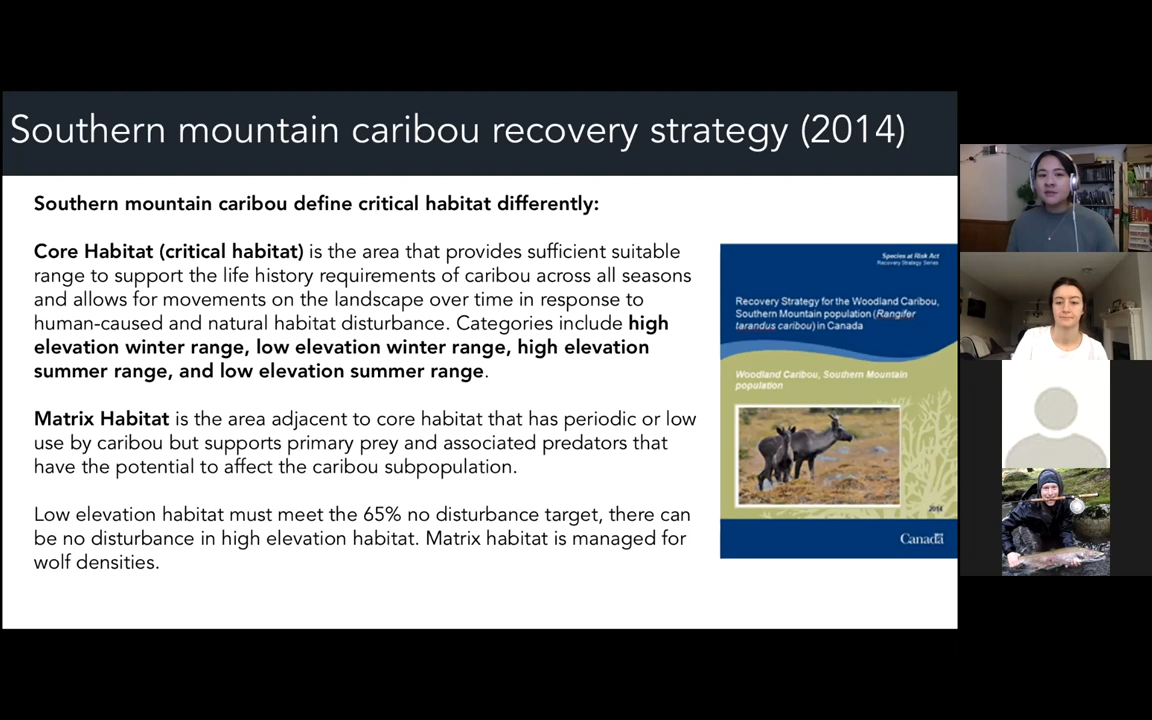 Southern mountain caribou recovery strategy (2014)
Southern mountain caribou define critical habitat differently:
Core Habitat (critical habitat) is the area that provides sufficient suitable
range to support the life history requirements of caribou across all seasons
and allows for movements on the landscape over time in response to
human-caused and natural habitat disturbance. Categories include high
elevation winter range, low elevation winter range, high elevation
summer range, and low elevation summer range.
Matrix Habitat is the area adjacent to core habitat that has periodic or low
use by caribou but supports primary prey and associated predators that
have the potential to affect the caribou subpopulation.
Low elevation habitat must meet the 65% no disturbance target, there can
be no disturbance in high elevation habitat. Matrix habitat is managed for
wolf densities.
Species at Risk Act
Recovery Strategy Series
Recovery Strategy for the Woodland Caribou,
Southern Mountain population (Rangifer
tarandus caribou) in Canada
Woodland Caribou, Southern Mountain
population
2014
Canada